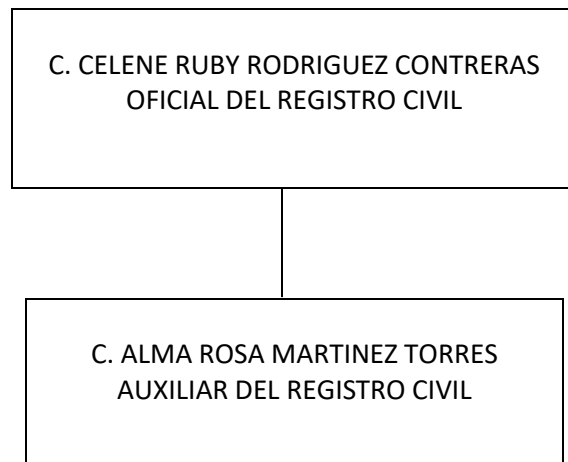 C. CELENE RUBY RODRIGUEZ CONTRERAS
OFICIAL DEL REGISTRO CIVIL
C. ALMA ROSA MARTINEZ TORRES
AUXILIAR DEL REGISTRO CIVIL